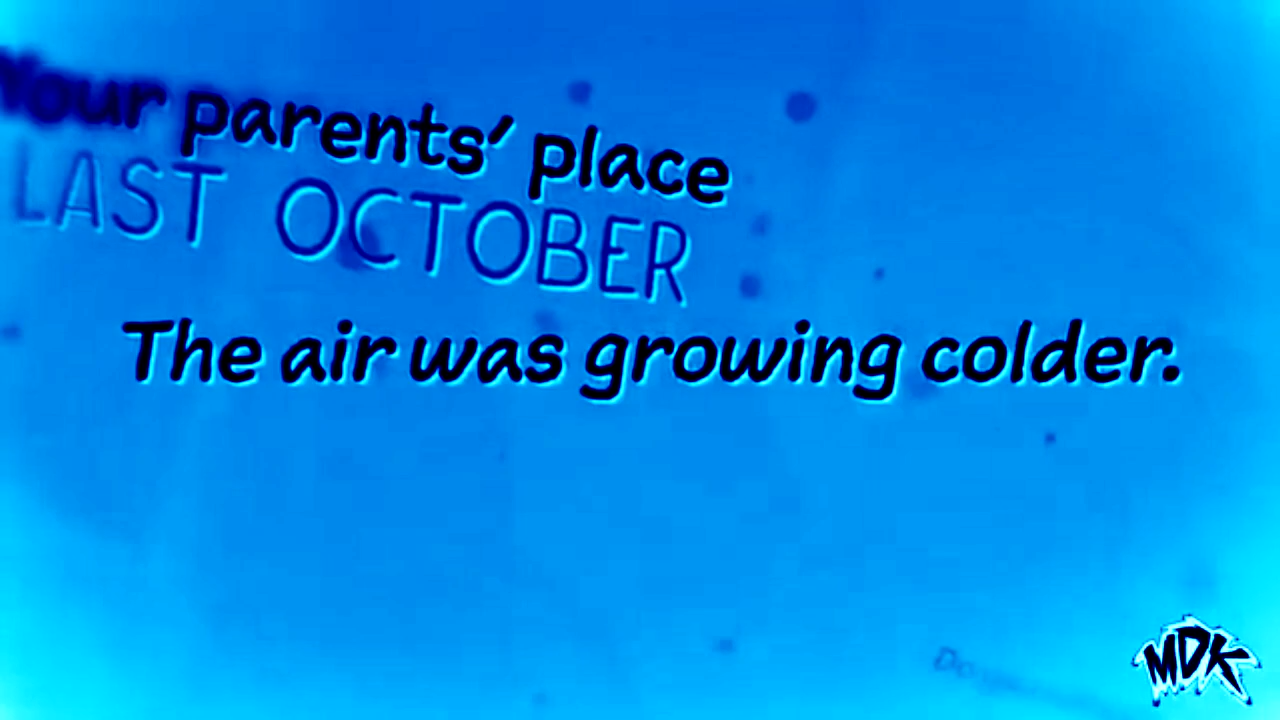 Your parents' place
LAST OCTOBER
The air was growing colder.
MDK